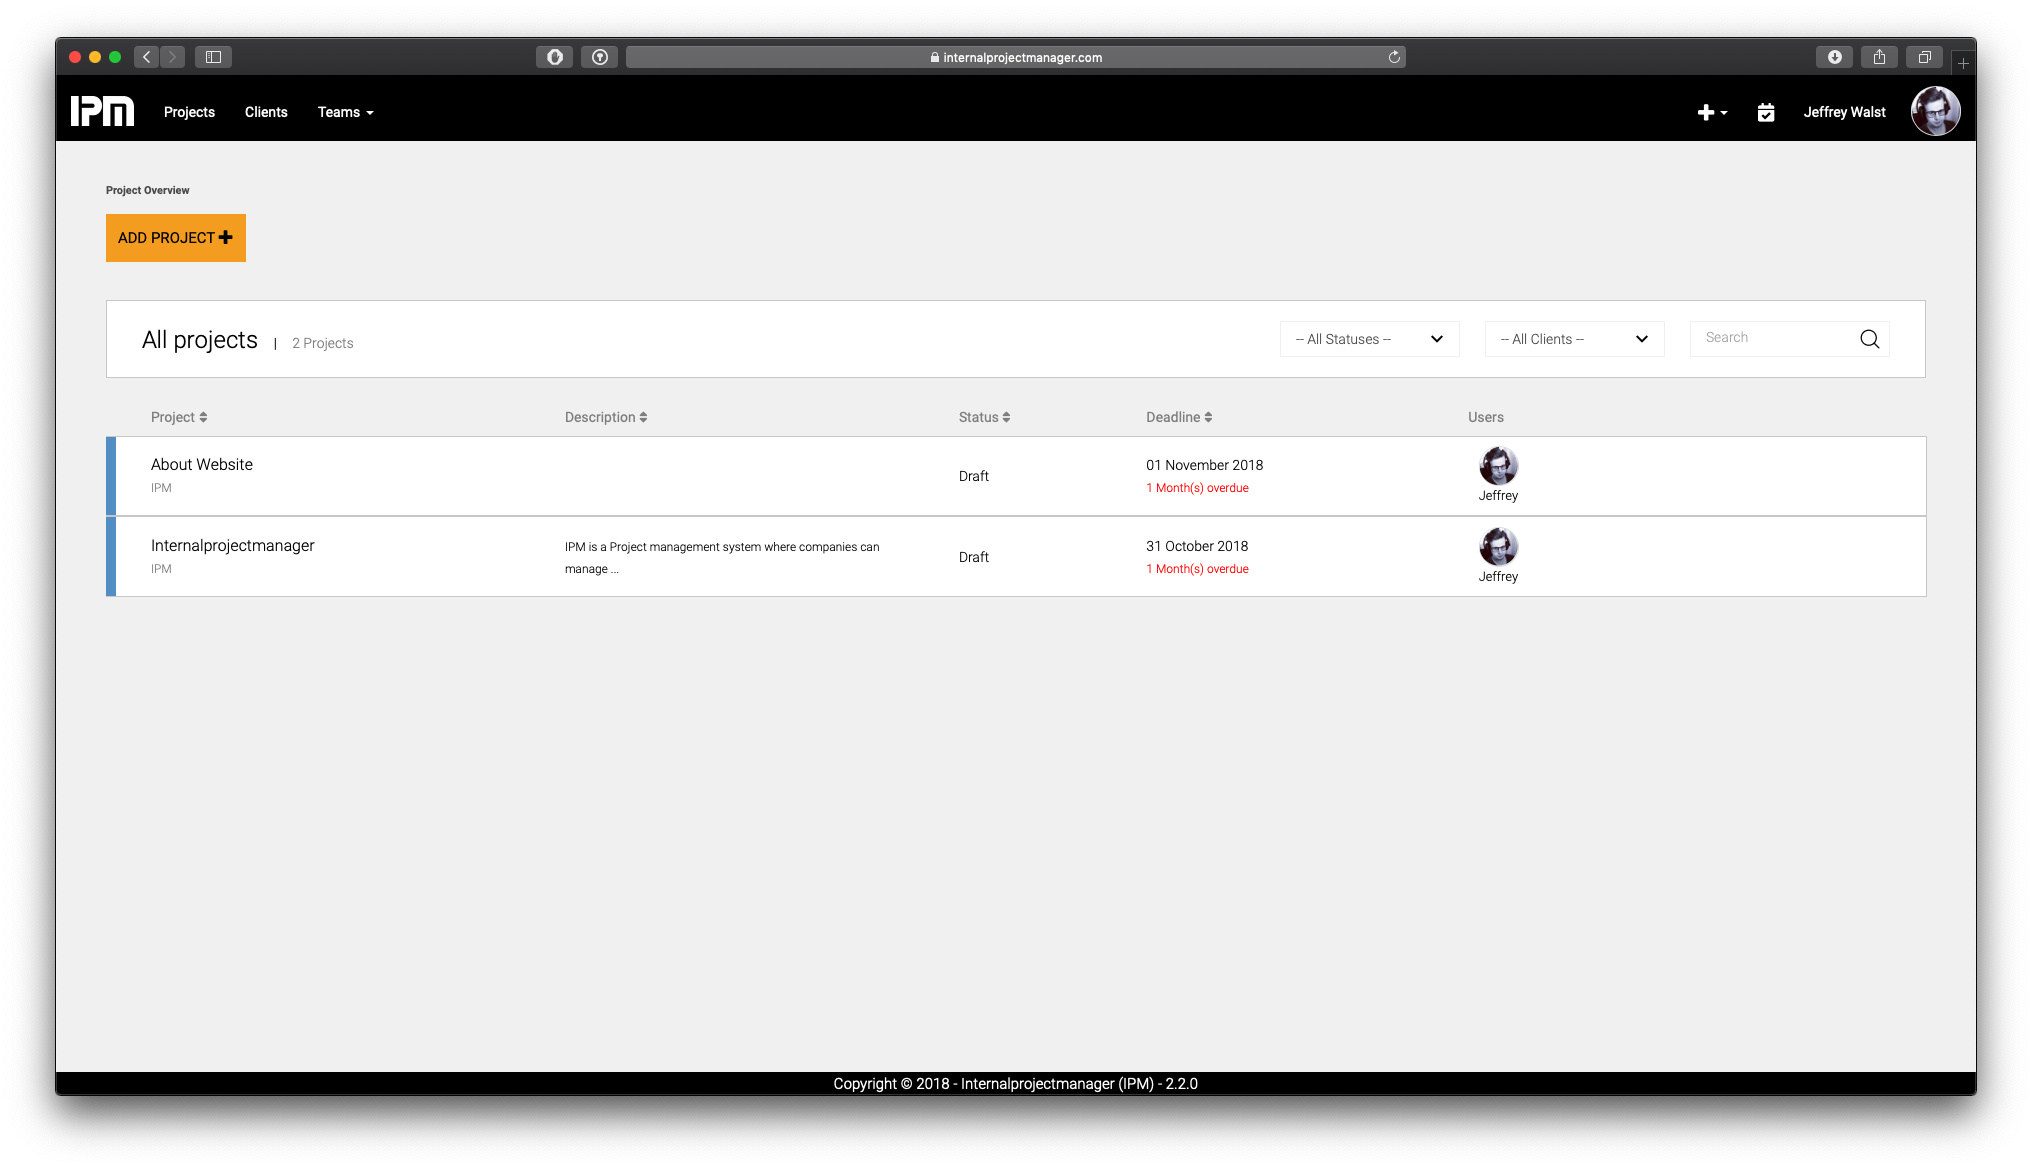 internalprojectmanager.com
IPM Projects Clients Teams Jeffrey Walst
Project Overview
ADD PROJECT
All projects | 2 Projects -- All Statuses -- -- All Clients -- Search
Project Description Status Deadline Users
About Website
IPM
Draft
01 November 2018
1 Month(s) overdue
Jeffrey
Internalprojectmanager
IPM
IPM is a Project management system where companies can
manage ...
Draft
31 October 2018
1 Month(s) overdue
Jeffrey
Copyright © 2018 - Internalprojectmanager (IPM) - 2.2.0